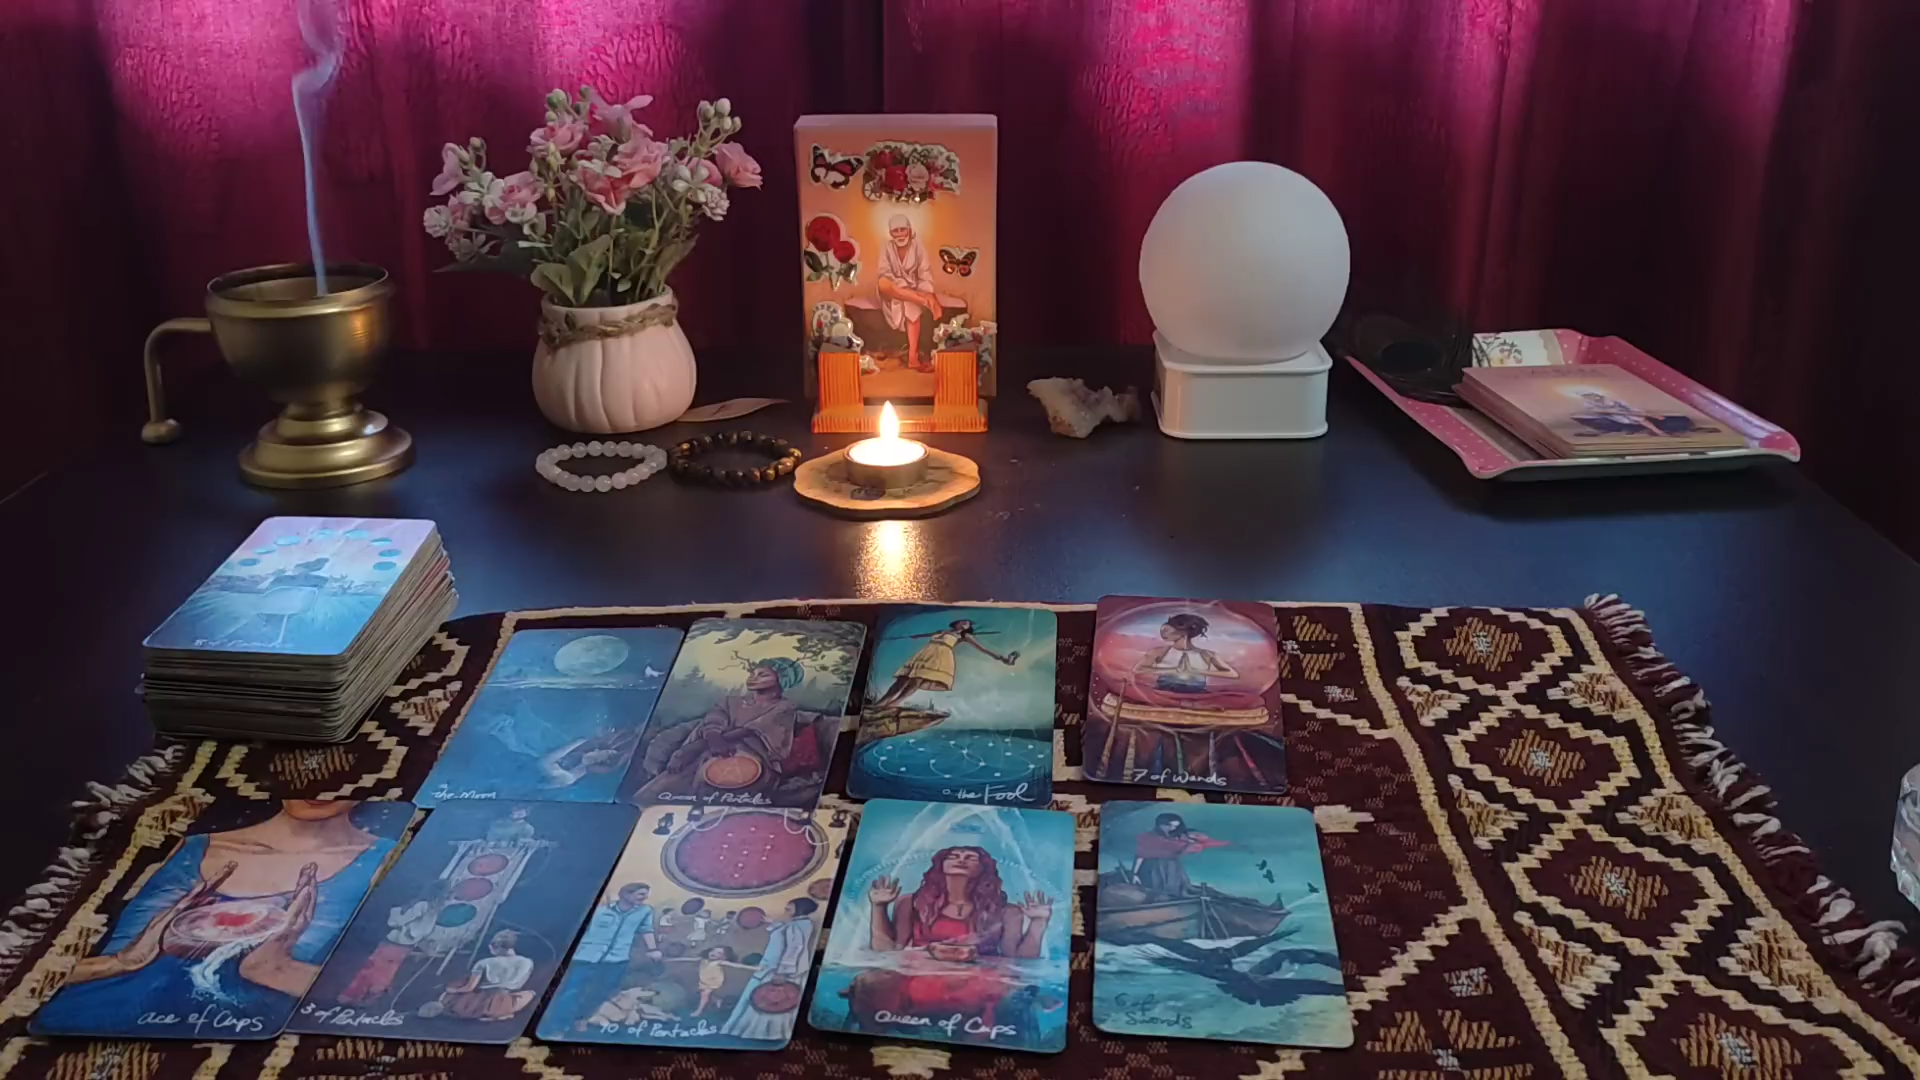 the Moon
Queen of Pentacles
0 the Fool
7 of Wands
Ace of Cups
3 of Pentacles
10 of Pentacles
Queen of Cups
6 of
Swords